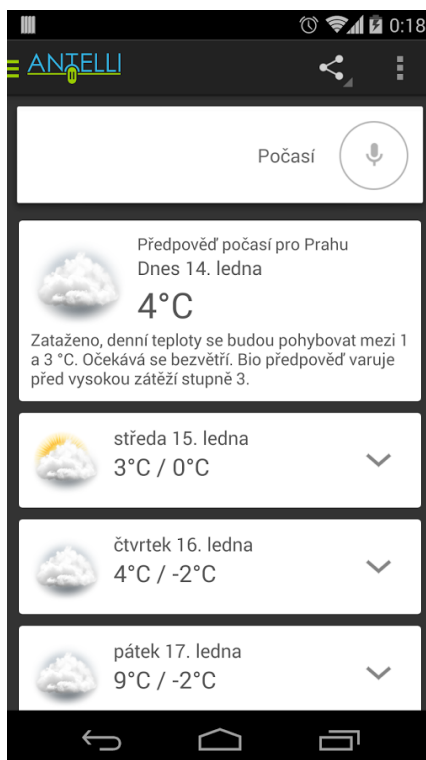 0:18
ANTELLI
Počasí
Předpověď počasí pro Prahu
Dnes 14. ledna
4°C
Zataženo, denní teploty se budou pohybovat mezi 1
a 3 °C. Očekává se bezvětří. Bio předpověď varuje
před vysokou zátěží stupně 3.
středa 15. ledna
3°C / 0°C
čtvrtek 16. ledna
4°C / -2°C
pátek 17. ledna
9°C / -2°C